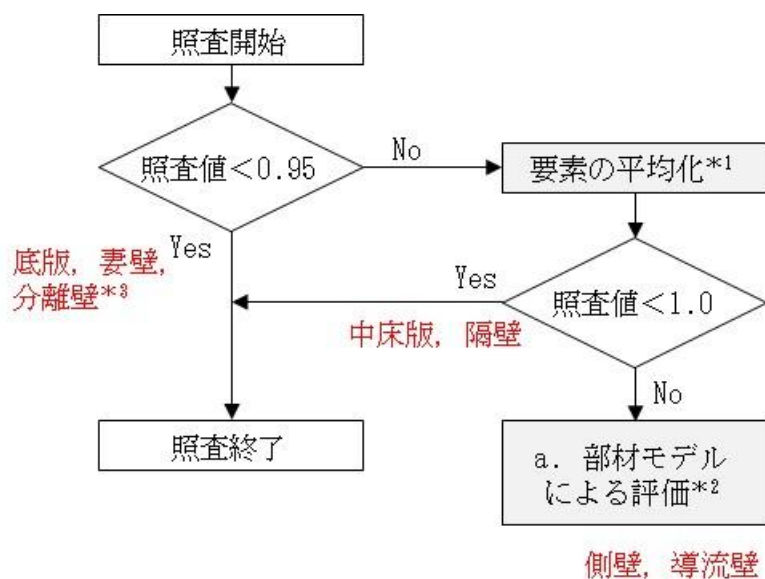 照査開始
照査値＜0.95
No
要素の平均化*1
Yes
底版, 妻壁,
分離壁*3
Yes
照査値＜1.0
中床版, 隔壁
No
照査終了
a. 部材モデル
による評価*2
側壁, 導流壁